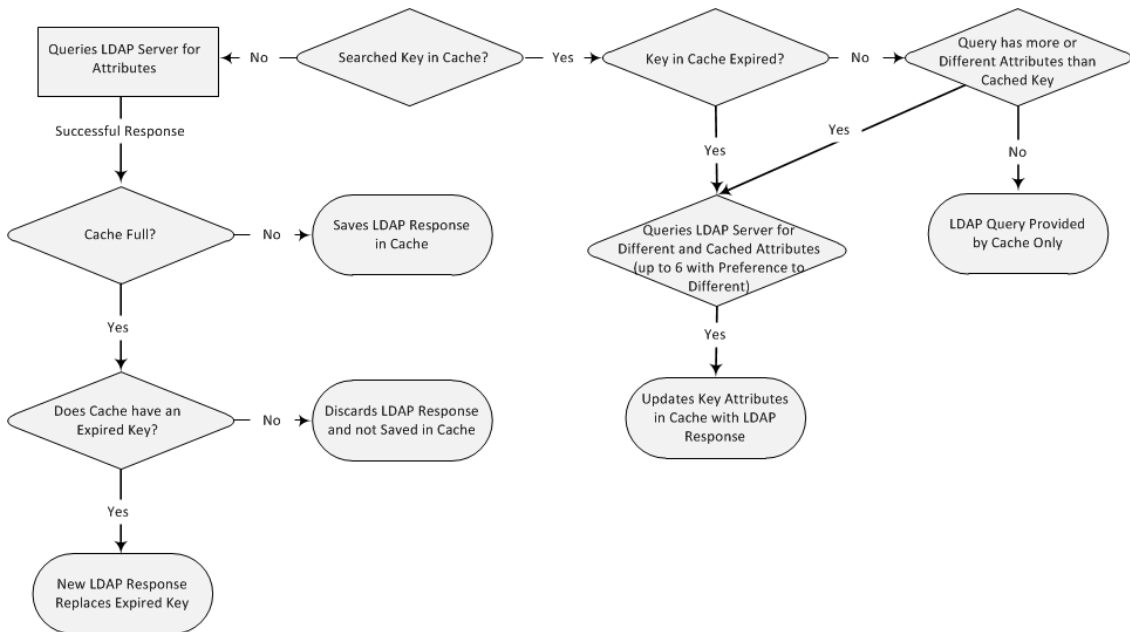 Queries LDAP Server for
Attributes
No
Searched Key in Cache?
Yes
Key in Cache Expired?
No
Query has more or
Different Attributes than
Cached Key
Successful Response
Yes
Yes
No
Cache Full?
No
Saves LDAP Response
in Cache
Queries LDAP Server for
Different and Cached Attributes
(up to 6 with Preference to
Different)
LDAP Query Provided
by Cache Only
Yes
Yes
Does Cache have an
Expired Key?
No
Discards LDAP Response
and not Saved in Cache
Updates Key Attributes
in Cache with LDAP
Response
Yes
New LDAP Response
Replaces Expired Key